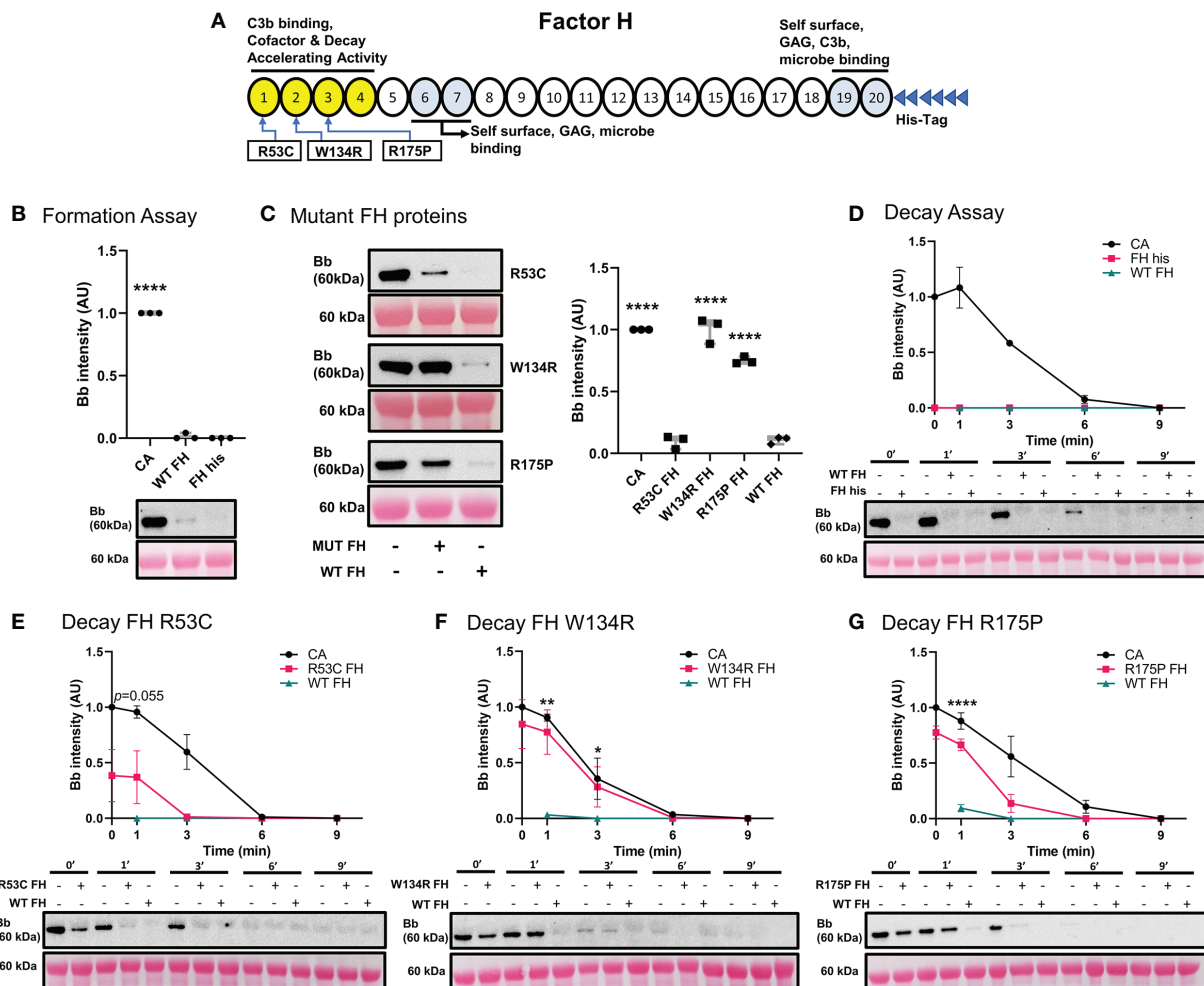 A
Factor H
C3b binding,
Cofactor & Decay
Accelerating Activity
Self surface,
GAG, C3b,
microbe binding
1 2 3 4 5 6 7 8 9 10 11 12 13 14 15 16 17 18 19 20
His-Tag
Self surface, GAG, microbe
binding
R53C W134R R175P
B Formation Assay
Bb intensity (AU)
1.5
1.0
0.5
0.0
****
CA WT FH FH his
Bb
(60kDa)
60 kDa
C Mutant FH proteins
Bb
(60kDa)
R53C
60 kDa
Bb
(60kDa)
W134R
60 kDa
Bb
(60kDa)
R175P
60 kDa
MUT FH - + -
WT FH - - +
Bb intensity (AU)
1.5
1.0
0.5
0.0
**** **** ****
CA R53C FH W134R FH R175P FH WT FH
D Decay Assay
Bb intensity (AU)
1.5
1.0
0.5
0.0
CA
FH his
WT FH
0 1 3 6 9
Time (min)
0′ 1′ 3′ 6′ 9′
WT FH - - - + - - + - - + - - + -
FH his - + - - + - - + - - + - - +
Bb
(60 kDa)
60 kDa
E Decay FH R53C
Bb intensity (AU)
1.5
1.0
0.5
0.0
p=0.055
CA
R53C FH
WT FH
0 1 3 6 9
Time (min)
0′ 1′ 3′ 6′ 9′
R53C FH - + - + - - + - - + - - + -
WT FH - - - - + - - + - - + - - +
Bb
(60 kDa)
60 kDa
F Decay FH W134R
Bb intensity (AU)
1.5
1.0
0.5
0.0
**
*
CA
W134R FH
WT FH
0 1 3 6 9
Time (min)
0′ 1′ 3′ 6′ 9′
W134R FH - + - + - - + - - + - - + -
WT FH - - - - + - - + - - + - - +
Bb
(60 kDa)
60 kDa
G Decay FH R175P
Bb intensity (AU)
1.5
1.0
0.5
0.0
****
CA
R175P FH
WT FH
0 1 3 6 9
Time (min)
0′ 1′ 3′ 6′ 9′
R175P FH - + - + - - + - - + - - + -
WT FH - - - - + - - + - - + - - +
Bb
(60 kDa)
60 kDa